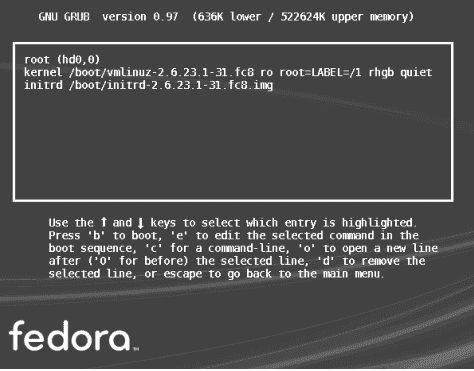 GNU GRUB version 0.97 (636K lower / 522624K upper memory)
root (hd0,0)
kernel /boot/vmlinuz-2.6.23.1-31.fc8 ro root=LABEL=/1 rhgb quiet
initrd /boot/initrd-2.6.23.1-31.fc8.img
Use the ↑ and ↓ keys to select which entry is highlighted.
Press 'b' to boot, 'e' to edit the selected command in the
boot sequence, 'c' for a command-line, 'o' to open a new line
after ('O' for before) the selected line, 'd' to remove the
selected line, or escape to go back to the main menu.
fedora™